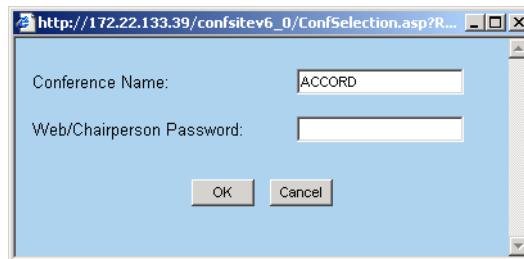 http://172.22.133.39/confsitev6_0/ConfSelection.asp?R...
Conference Name: ACCORD
Web/Chairperson Password:
OK Cancel